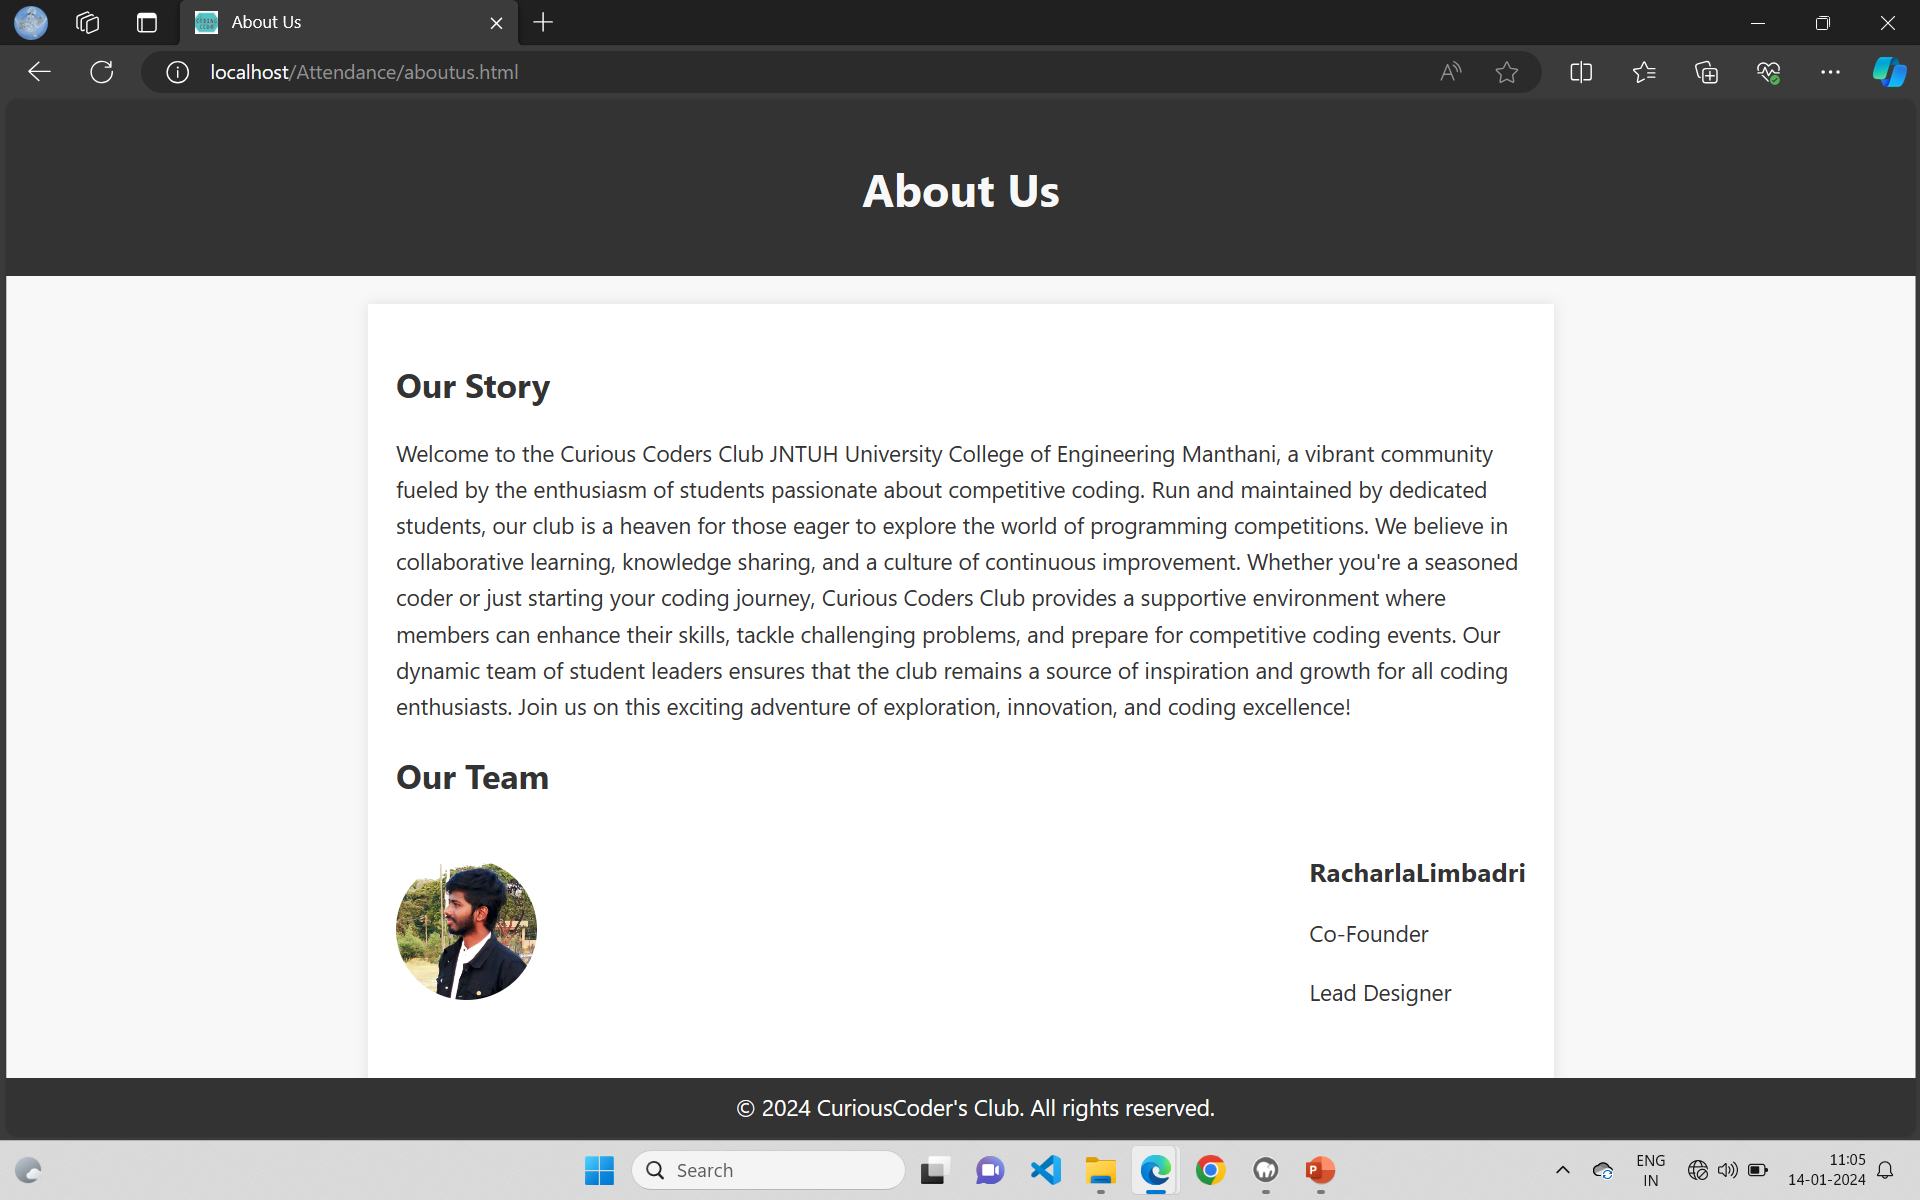 About Us
localhost/Attendance/aboutus.html
About Us
Our Story
Welcome to the Curious Coders Club JNTUH University College of Engineering Manthani, a vibrant community
fueled by the enthusiasm of students passionate about competitive coding. Run and maintained by dedicated
students, our club is a heaven for those eager to explore the world of programming competitions. We believe in
collaborative learning, knowledge sharing, and a culture of continuous improvement. Whether you're a seasoned
coder or just starting your coding journey, Curious Coders Club provides a supportive environment where
members can enhance their skills, tackle challenging problems, and prepare for competitive coding events. Our
dynamic team of student leaders ensures that the club remains a source of inspiration and growth for all coding
enthusiasts. Join us on this exciting adventure of exploration, innovation, and coding excellence!
Our Team
RacharlaLimbadri
Co-Founder
Lead Designer
© 2024 CuriousCoder's Club. All rights reserved.
Search
ENG
IN
11:05
14-01-2024